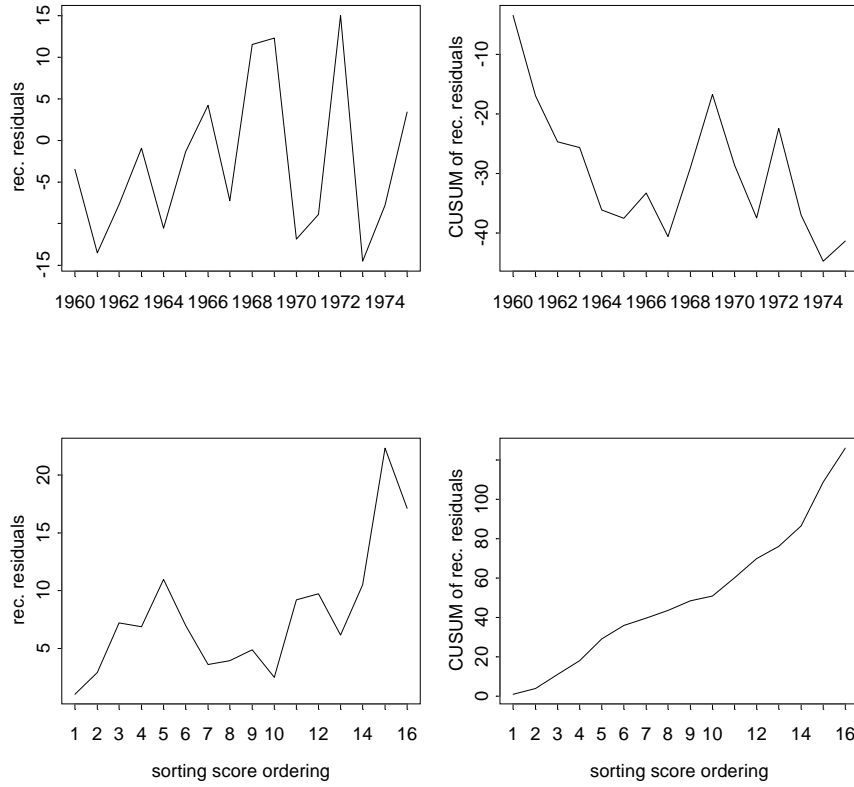 rec. residuals
15
10
5
0
-5
-15
1960 1962 1964 1966 1968 1970 1972 1974
CUSUM of rec. residuals
-10
-20
-30
-40
1960 1962 1964 1966 1968 1970 1972 1974
rec. residuals
20
15
10
5
1 2 3 4 5 6 7 8 9 10 12 14 16
sorting score ordering
CUSUM of rec. residuals
100
80
60
40
20
0
1 2 3 4 5 6 7 8 9 10 12 14 16
sorting score ordering